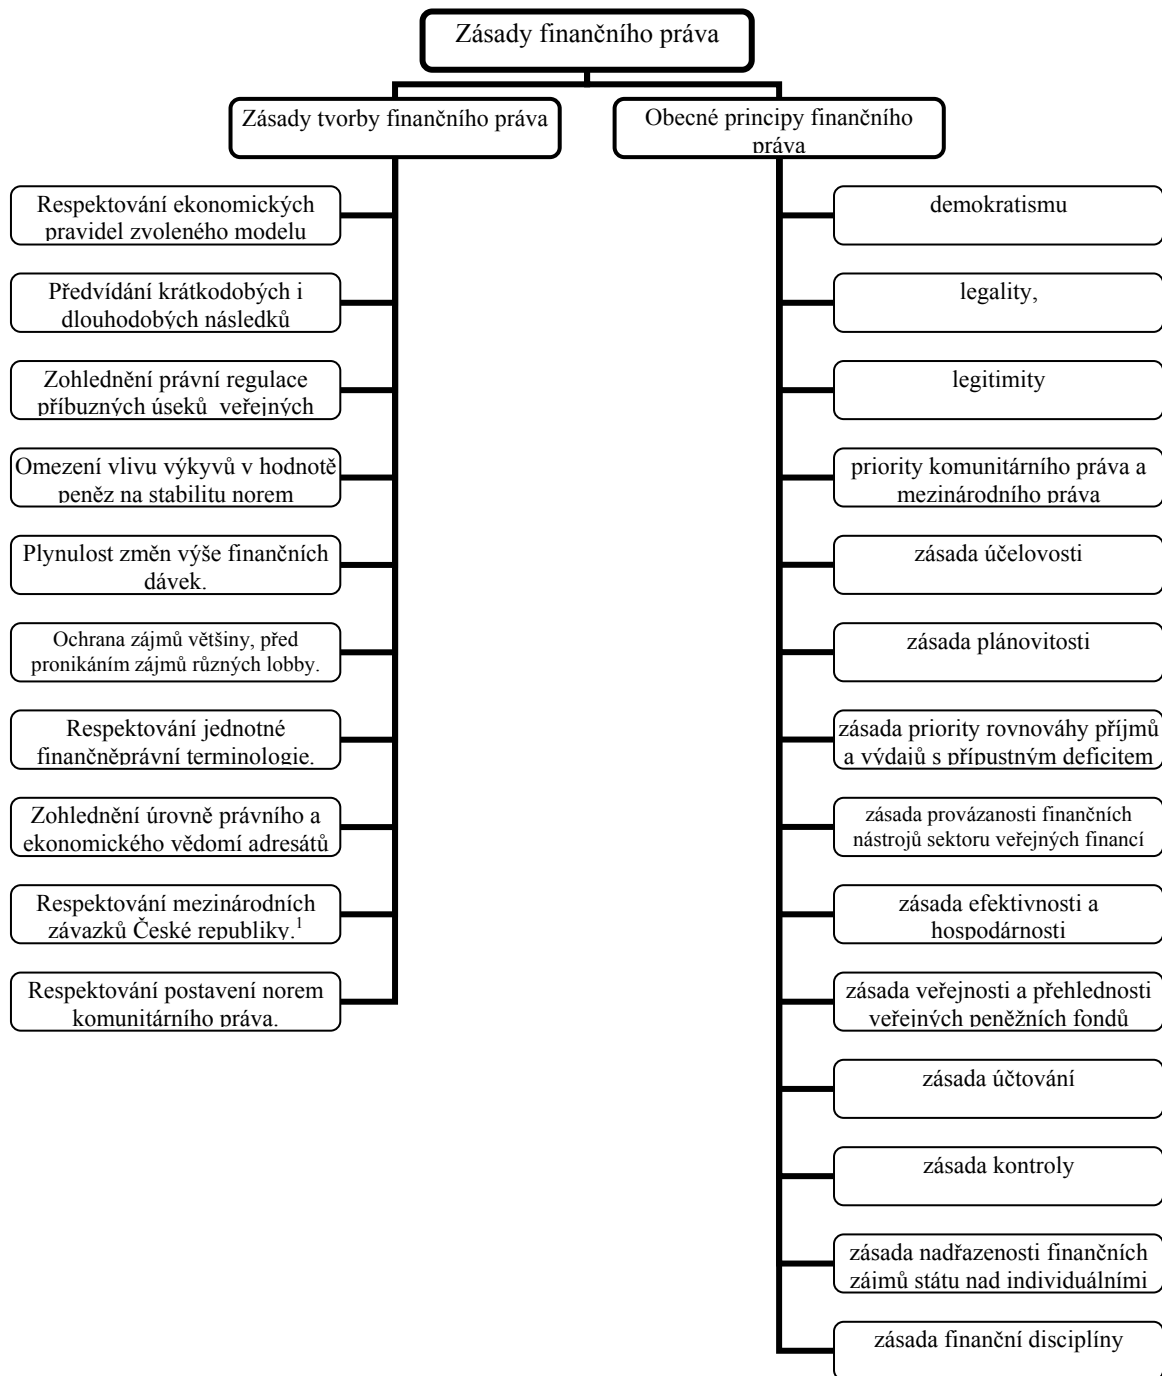 Zásady finančního práva
Zásady tvorby finančního práva
Obecné principy finančního
práva
Respektování ekonomických
pravidel zvoleného modelu
Předvídání krátkodobých i
dlouhodobých následků
Zohlednění právní regulace
příbuzných úseků veřejných
Omezení vlivu výkyvů v hodnotě
peněz na stabilitu norem
Plynulost změn výše finančních
dávek.
Ochrana zájmů většiny, před
pronikáním zájmů různých lobby.
Respektování jednotné
finančněprávní terminologie.
Zohlednění úrovně právního a
ekonomického vědomí adresátů
Respektování mezinárodních
závazků České republiky.1
Respektování postavení norem
komunitárního práva.
demokratismu
legality,
legitimity
priority komunitárního práva a
mezinárodního práva
zásada účelovosti
zásada plánovitosti
zásada priority rovnováhy příjmů
a výdajů s přípustným deficitem
zásada provázanosti finančních
nástrojů sektoru veřejných financí
zásada efektivnosti a
hospodárnosti
zásada veřejnosti a přehlednosti
veřejných peněžních fondů
zásada účtování
zásada kontroly
zásada nadřazenosti finančních
zájmů státu nad individuálními
zásada finanční disciplíny